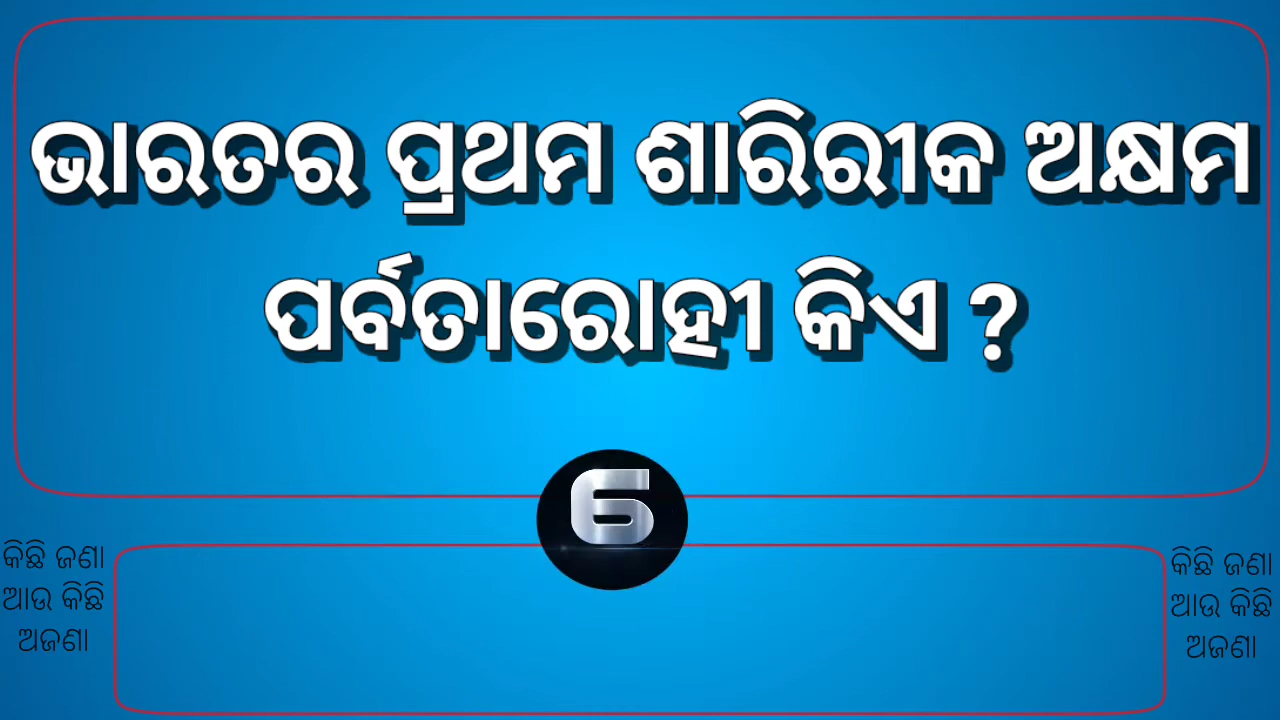 ଭାରତର ପ୍ରଥମ ଶାରିରୀକ ଅକ୍ଷମ
ପର୍ବତାରୋହୀ କିଏ ?
6
କିଛି ଜଣା
ଆଉ କିଛି
ଅଜଣା
କିଛି ଜଣା
ଆଉ କିଛି
ଅଜଣା